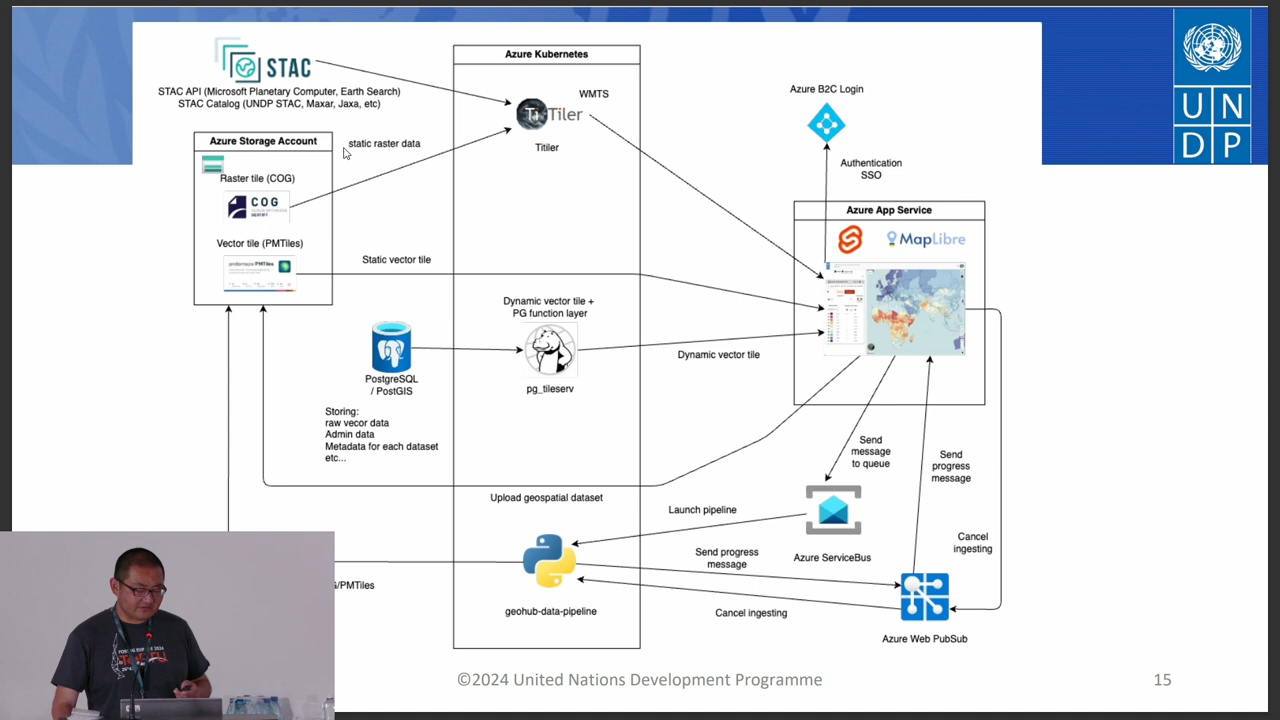 STAC
STAC API (Microsoft Planetary Computer, Earth Search)
STAC Catalog (UNDP STAC, Maxar, Jaxa, etc)
Azure Kubernetes
WMTS
TiTiler
Titiler
Azure B2C Login
Authentication
SSO
UN
DP
Azure Storage Account
static raster data
Raster tile (COG)
COG
Vector tile (PMTiles)
protomaps PMTiles
Static vector tile
Azure App Service
MapLibre
Dynamic vector tile +
PG function layer
pg_tileserv
Dynamic vector tile
PostgreSQL
/ PostGIS
Storing:
raw vecor data
Admin data
Metadata for each dataset
etc...
Upload geospatial dataset
Send
message
to queue
Send
progress
message
Launch pipeline
Azure ServiceBus
Cancel
ingesting
Send progress
message
/PMTiles
geohub-data-pipeline
Cancel ingesting
Azure Web PubSub
©2024 United Nations Development Programme
15